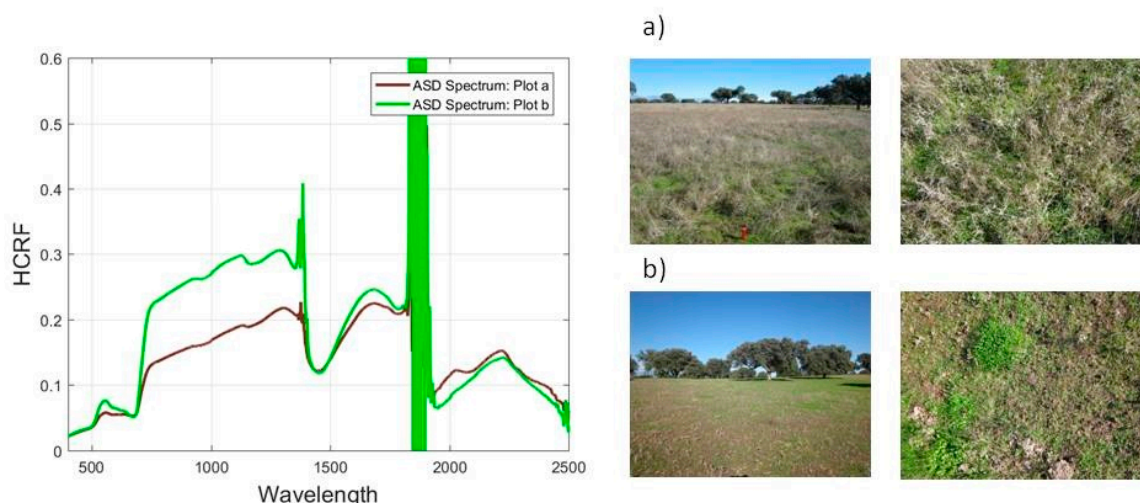 a)
0.6
0.5
0.4
0.3
0.2
0.1
0
HCRF
ASD Spectrum: Plot a
ASD Spectrum: Plot b
500
1000
1500
2000
2500
Wavelength
b)